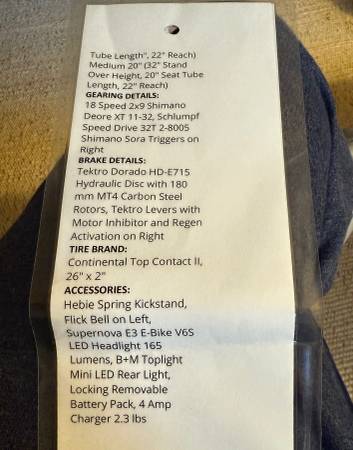 Tube Length", 22" Reach)
Medium 20" (32" Stand
Over Height, 20" Seat Tube
Length, 22" Reach)
GEARING DETAILS:
18 Speed 2x9 Shimano
Deore XT 11-32, Schlumpf
Speed Drive 32T 2-8005
Shimano Sora Triggers on
Right
BRAKE DETAILS:
Tektro Dorado HD-E715
Hydraulic Disc with 180
mm MT4 Carbon Steel
Rotors, Tektro Levers with
Motor Inhibitor and Regen
Activation on Right
TIRE BRAND:
Continental Top Contact II,
26" x 2"
ACCESSORIES:
Hebie Spring Kickstand,
Flick Bell on Left,
Supernova E3 E-Bike V6S
LED Headlight 165
Lumens, B+M Toplight
Mini LED Rear Light,
Locking Removable
Battery Pack, 4 Amp
Charger 2.3 lbs